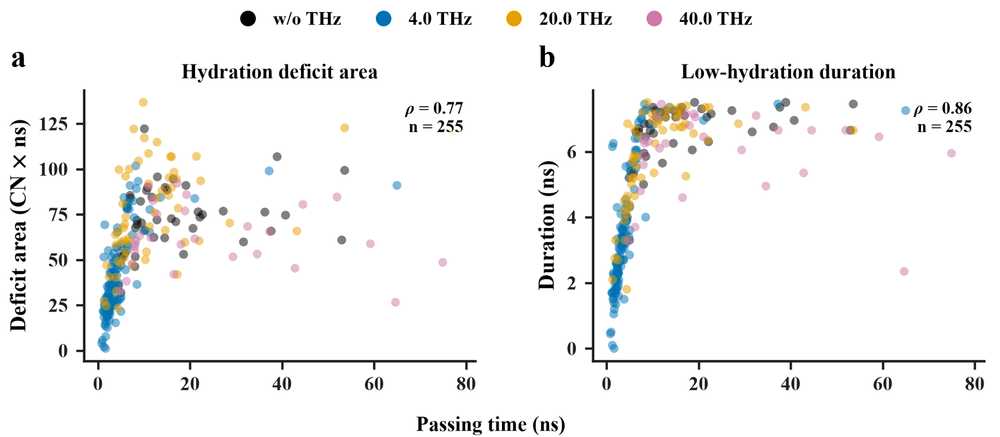 w/o THz 4.0 THz 20.0 THz 40.0 THz
a
Hydration deficit area
ρ = 0.77
n = 255
Deficit area (CN × ns)
125
100
75
50
25
0
0 20 40 60 80
b
Low-hydration duration
ρ = 0.86
n = 255
Duration (ns)
6
4
2
0
0 20 40 60 80
Passing time (ns)